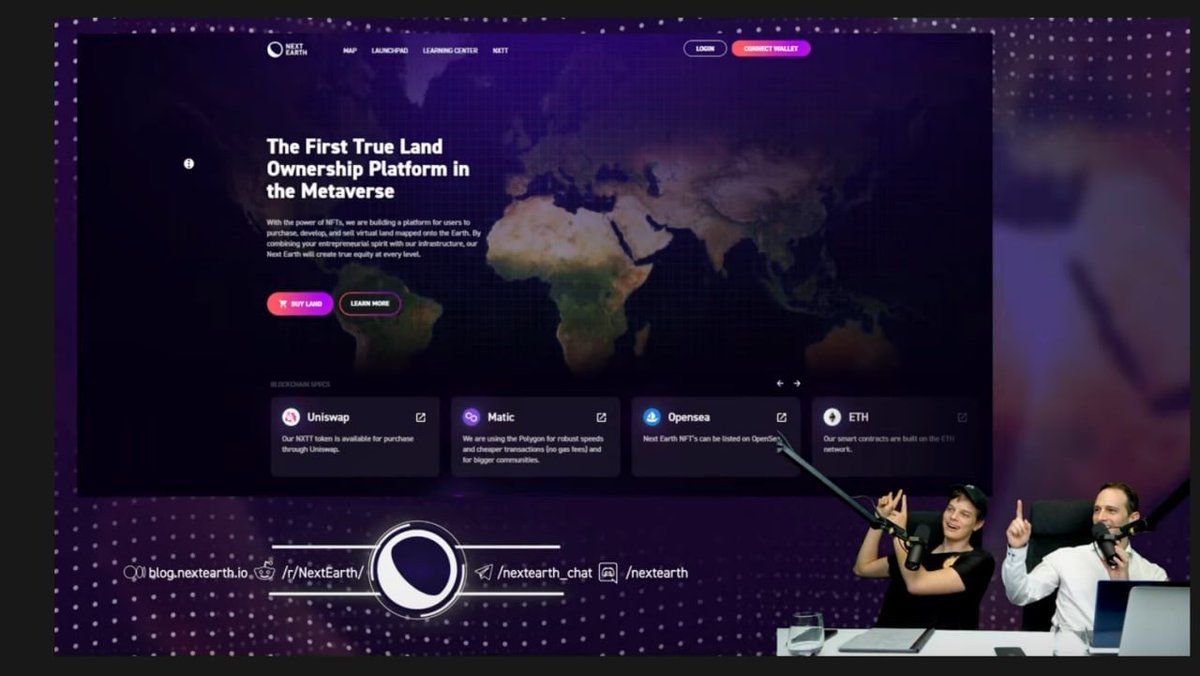 NEXT
EARTH
MAP LAUNCHPAD LEARNING CENTER NXTT LOGIN CONNECT WALLET
The First True Land
Ownership Platform in
the Metaverse
With the power of NFTs, we are building a platform for users to
purchase, develop, and sell virtual land mapped onto the Earth. By
combining your entrepreneurial spirit with our infrastructure, our
Next Earth will create true equity at every level.
BUY LAND LEARN MORE
BLOCKCHAIN SPECS
Uniswap
Our NXTT token is available for purchase
through Uniswap.
Matic
We are using the Polygon for robust speeds
and cheaper transactions (no gas fees) and
for bigger communities.
Opensea
Next Earth NFT's can be listed on OpenSea
ETH
Our smart contracts are built on the ETH
network.
blog.nextearth.io /r/NextEarth/ /nextearth_chat /nextearth